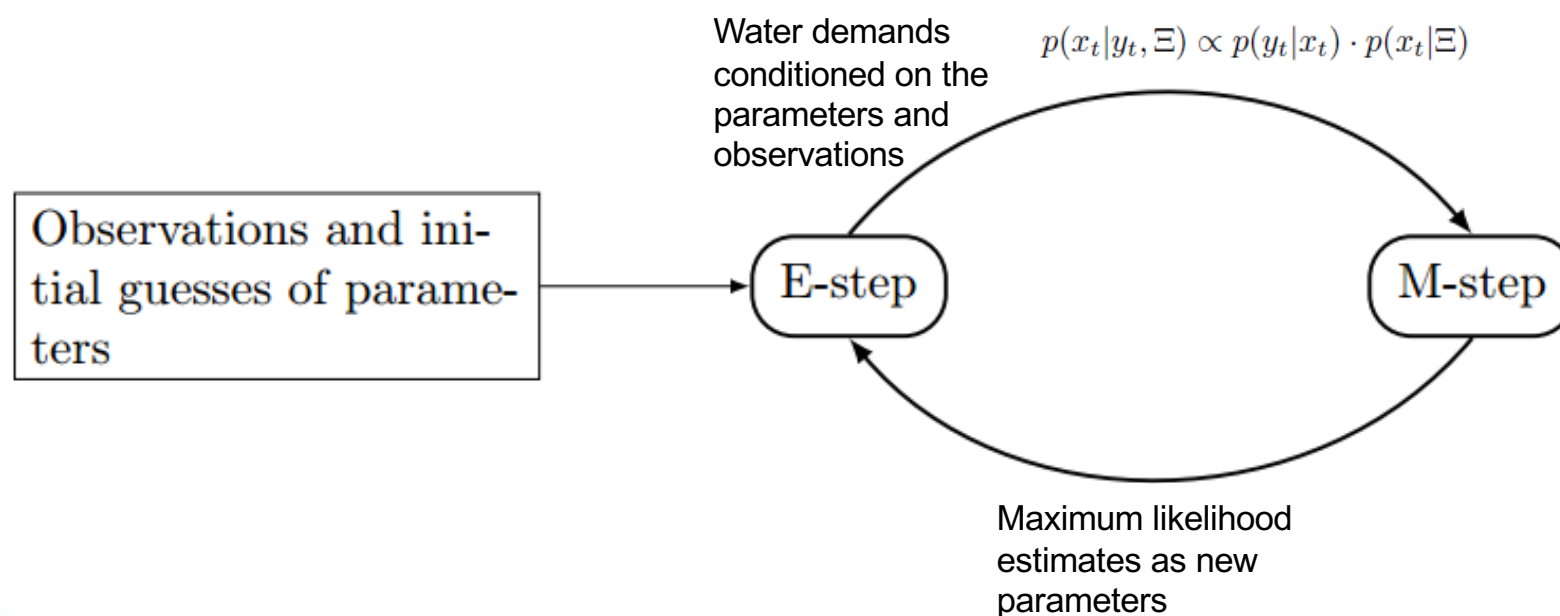 Water demands
conditioned on the
parameters and
observations
p(x_t|y_t, Ξ) ∝ p(y_t|x_t) · p(x_t|Ξ)
Observations and ini-
tial guesses of parame-
ters
E-step
M-step
Maximum likelihood
estimates as new
parameters